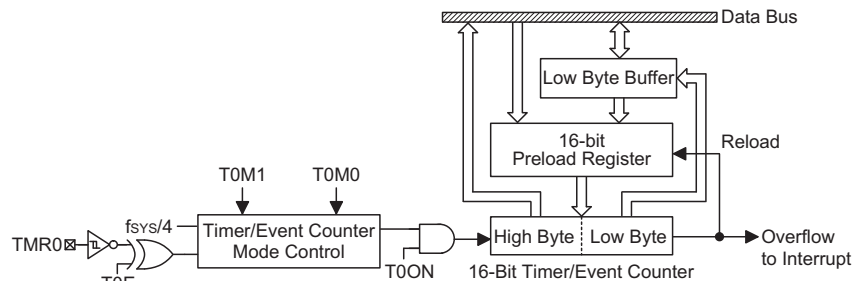 Data Bus
Low Byte Buffer
16-bit
Preload Register
Reload
T0M1
T0M0
fSYS/4
Timer/Event Counter
Mode Control
TMR0
T0ON
High Byte
Low Byte
Overflow
to Interrupt
16-Bit Timer/Event Counter